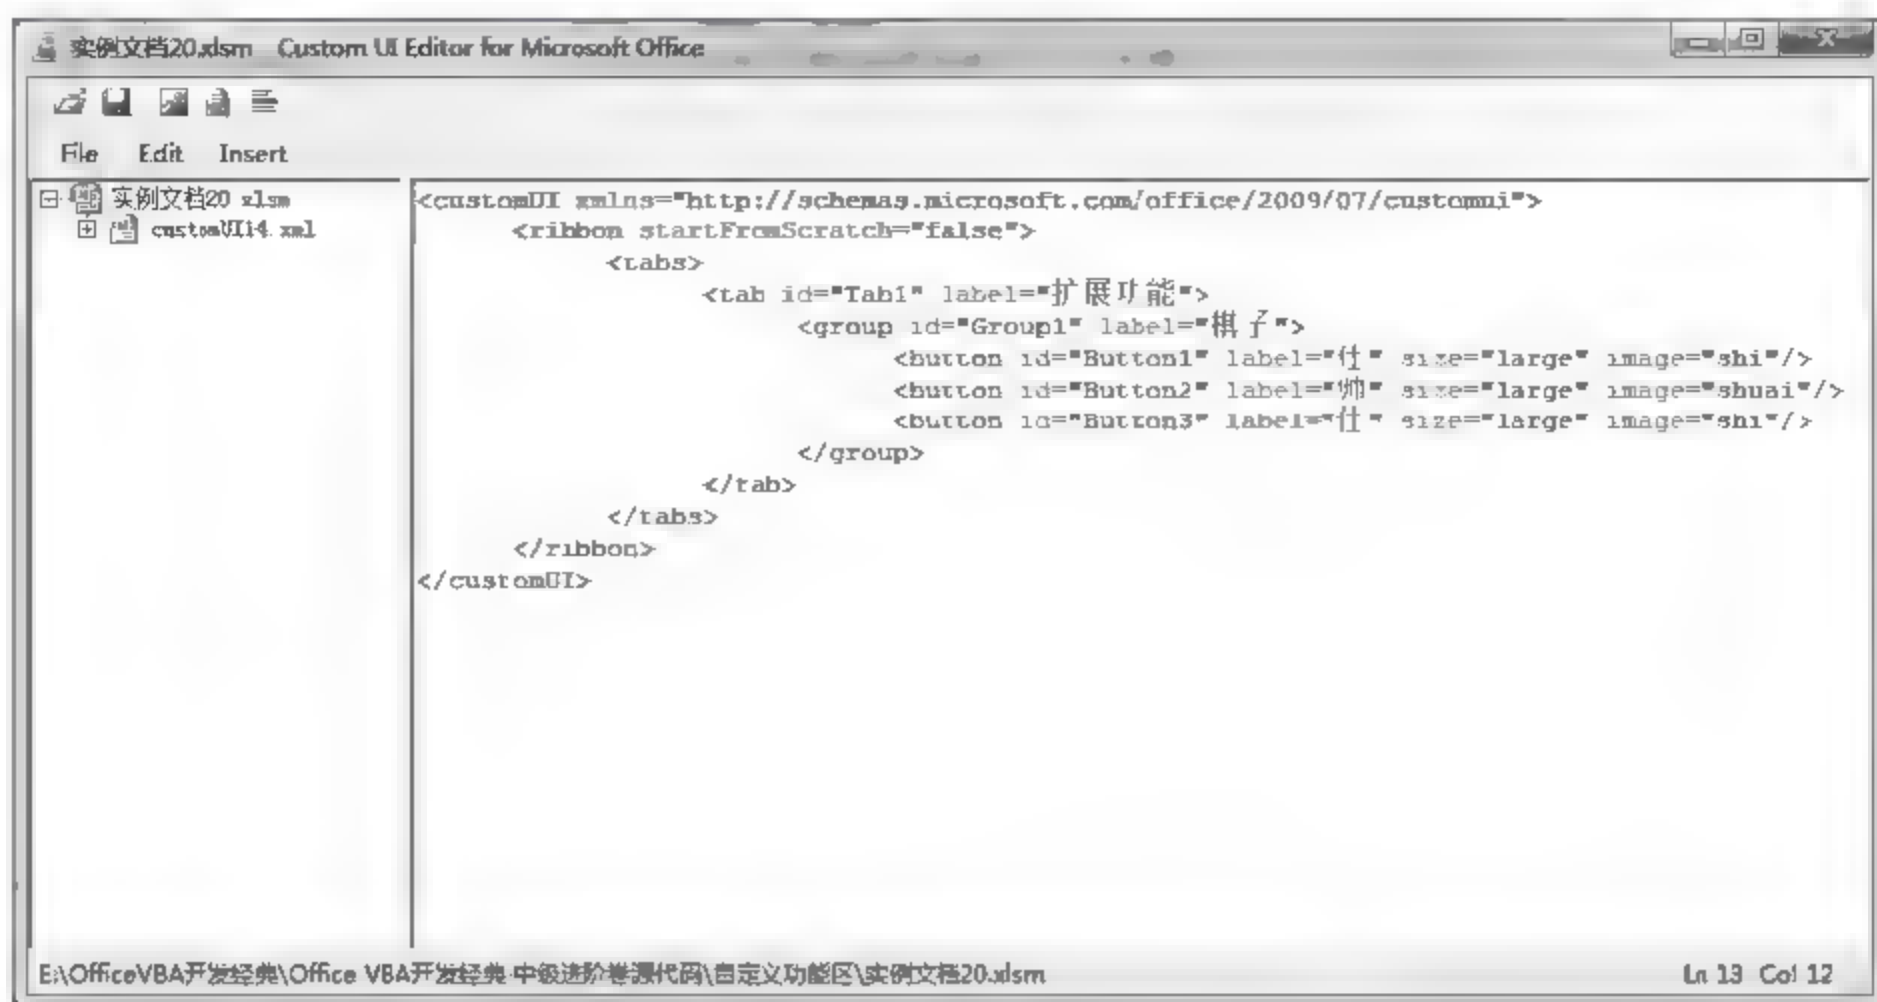 实例文档20.xlsm Custom UI Editor for Microsoft Office
File Edit Insert
实例文档20.xlsm
customUI14.xml
<customUI xmlns="http://schemas.microsoft.com/office/2009/07/customui">
<ribbon startFromScratch="false">
<tabs>
<tab id="Tab1" label="扩展功能">
<group id="Group1" label="棋子">
<button id="Button1" label="仕" size="large" image="shi"/>
<button id="Button2" label="帅" size="large" image="shuai"/>
<button id="Button3" label="仕" size="large" image="shi"/>
</group>
</tab>
</tabs>
</ribbon>
</customUI>
E:\OfficeVBA开发经典\Office VBA开发经典 中级进阶卷源代码\自定义功能区\实例文档20.xlsm
Ln 13 Col 12